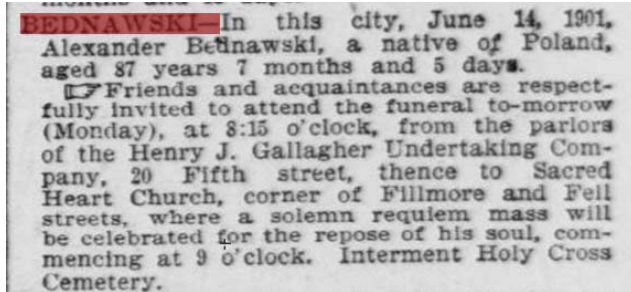 BEDNAWSKI—In this city, June 14, 1901,
Alexander Bednawski, a native of Poland,
aged 87 years 7 months and 5 days.
☞Friends and acquaintances are respect-
fully invited to attend the funeral to-morrow
(Monday), at 8:15 o'clock, from the parlors
of the Henry J. Gallagher Undertaking Com-
pany, 20 Fifth street, thence to Sacred
Heart Church, corner of Fillmore and Fell
streets, where a solemn requiem mass will
be celebrated for the repose of his soul, com-
mencing at 9 o'clock. Interment Holy Cross
Cemetery.